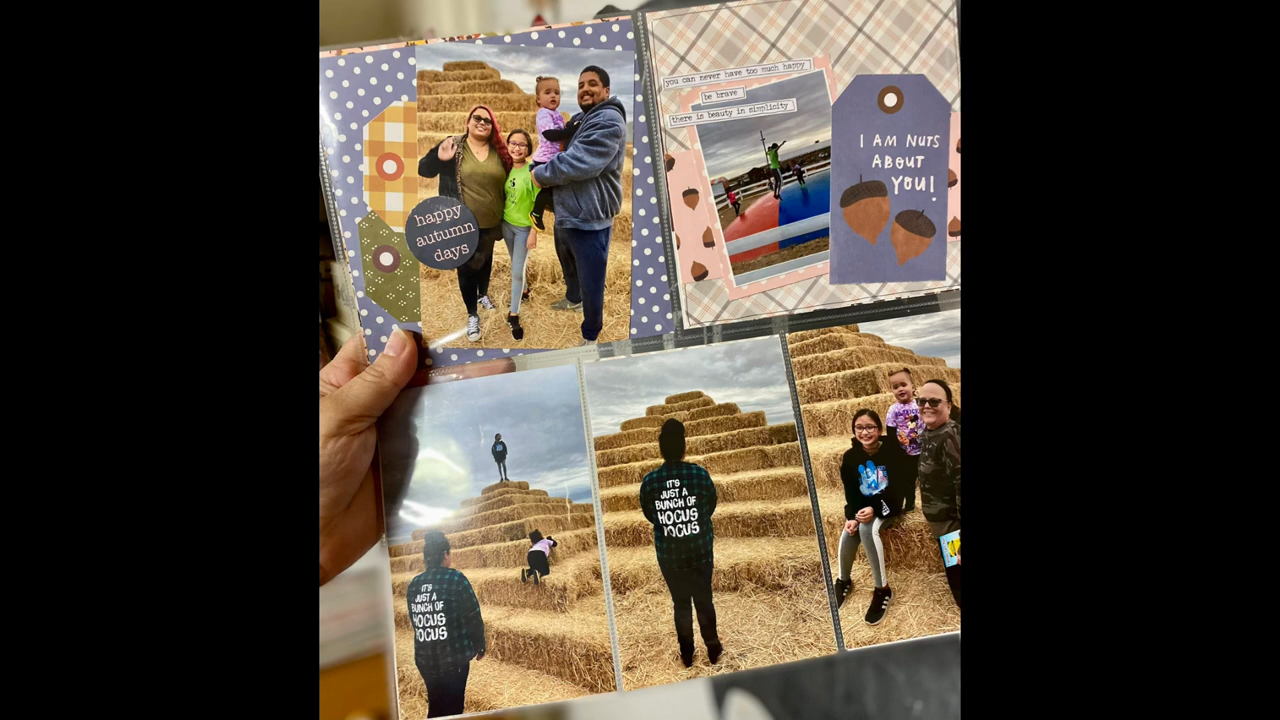 you can never have too much happy
be brave
there is beauty in simplicity
I AM NUTS
ABOUT
YOU!
happy
autumn
days
IT'S
JUST A
BUNCH OF
HOCUS
POCUS
IT'S
JUST A
BUNCH OF
HOCUS
POCUS